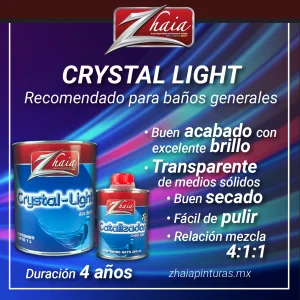 Zhaia
CRYSTAL LIGHT
Recomendado para baños generales
• Buen acabado con
excelente brillo
• Transparente
de medios sólidos
• Buen secado
• Fácil de pulir
• Relación mezcla
4:1:1
Zhaia
Crystal-Light
Zhaia
Catalizador
Duración 4 años
zhaiapinturas.mx